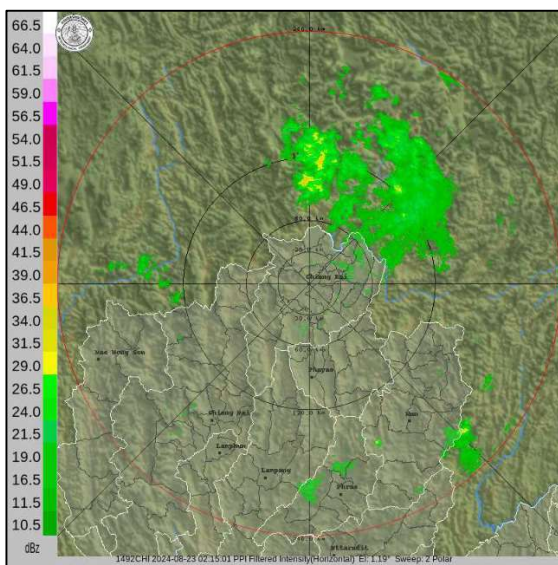 66.5
64.0
61.5
59.0
56.5
54.0
51.5
49.0
46.5
44.0
41.5
39.0
36.5
34.0
31.5
29.0
26.5
24.0
21.5
19.0
16.5
14.0
11.5
10.5
dBz
Chiang Rai
Mae Hong Son
Phayao
Chiang Mai
Nan
Lamphun
Lampang
Phrae
Uttaradit
1492CHI 2024-08-23 02:15:01 PPI Filtered Intensity(Horizontal) El: 1.19° Sweep: 2 Polar